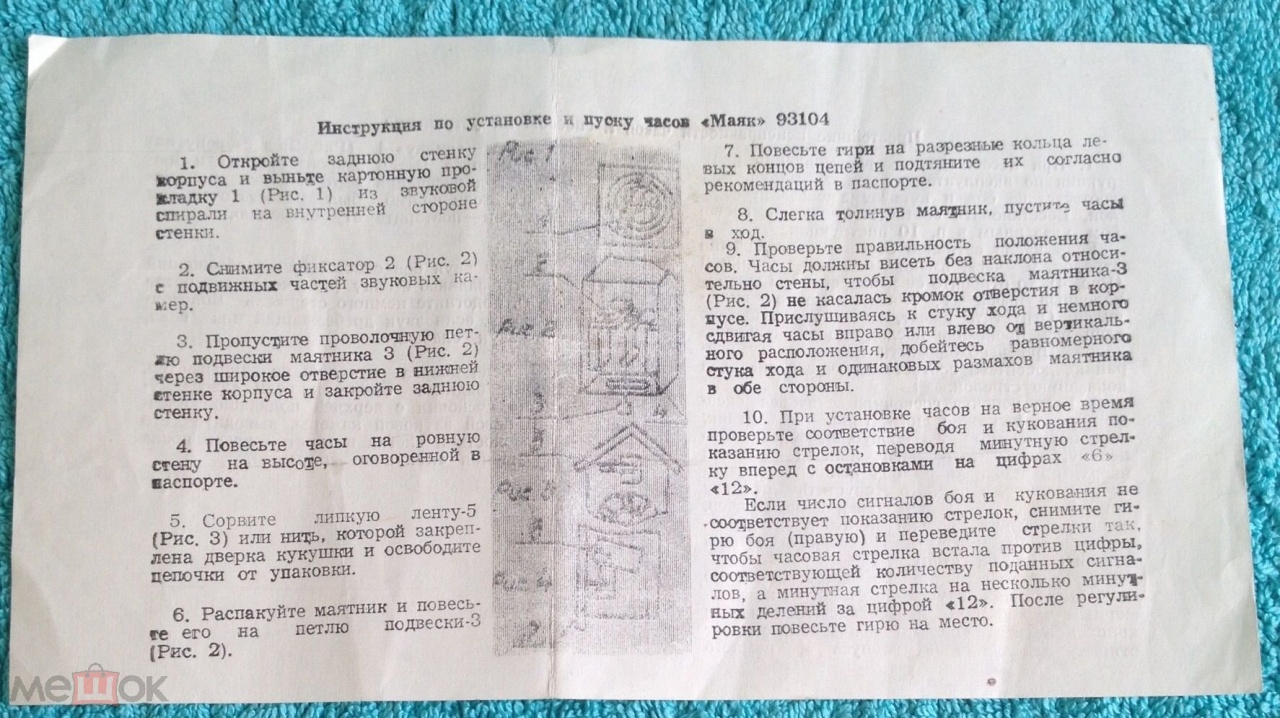 Инструкция по установке и пуску часов «Маяк» 93104
1. Откройте заднюю стенку
корпуса и выньте картонную про-
кладку 1 (Рис. 1) из звуковой
спирали на внутренней стороне
стенки.
2. Снимите фиксатор 2 (Рис. 2)
с подвижных частей звуковых ка-
мер.
3. Пропустите проволочную пет-
лю подвески маятника 3 (Рис. 2)
через широкое отверстие в нижней
стенке корпуса и закройте заднюю
стенку.
4. Повесьте часы на ровную
стену на высоте, оговоренной в
паспорте.
5. Сорвите липкую ленту-5
(Рис. 3) или нить, которой закреп-
лена дверка кукушки и освободите
цепочки от упаковки.
6. Распакуйте маятник и повесь-
те его на петлю подвески-3
(Рис. 2).
Рис 1
Рис 2
3
Рис. 3
Рис 4
7. Повесьте гири на разрезные кольца ле-
вых концов цепей и подтяните их согласно
рекомендаций в паспорте.
8. Слегка толинув маятник, пустите часы
в ход.
9. Проверьте правильность положения ча-
сов. Часы должны висеть без наклона относи-
тельно стены, чтобы подвеска маятника-3
(Рис. 2) не касалась кромок отверстия в кор-
пусе. Прислушиваясь к стуку хода и немного
сдвигая часы вправо или влево от вертикаль-
ного расположения, добейтесь равномерного
стука хода и одинаковых размахов маятника
в обе стороны.
10. При установке часов на верное время
проверьте соответствие боя и кукования по-
казанию стрелок, переводя минутную стрел-
ку вперед с остановками на цифрах «6»
«12».
Если число сигналов боя и кукования не
соответствует показанию стрелок, снимите ги-
рю боя (правую) и переведите стрелки так,
чтобы часовая стрелка встала против цифры,
соответствующей количеству поданных сигна-
лов, а минутная стрелка на несколько минут-
ных делений за цифрой «12». После регули-
ровки повесьте гирю на место.
мешок